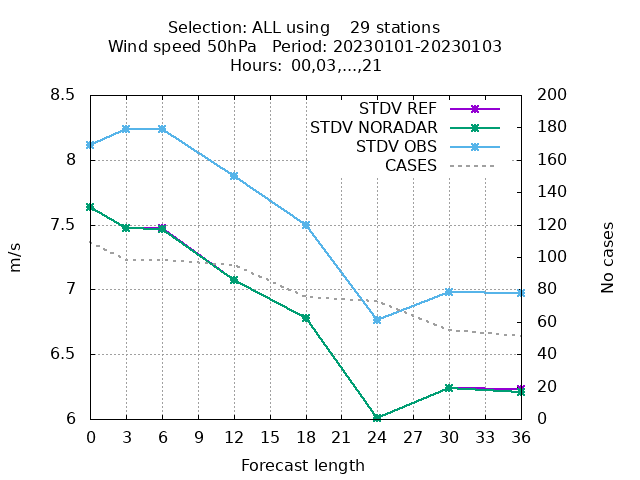 Selection: ALL using    29 stations
Wind speed 50hPa   Period: 20230101-20230103
Hours: 00,03,...,21
STDV REF
STDV NORADAR
STDV OBS
CASES
8.5
8
7.5
7
6.5
6
200
180
160
140
120
100
80
60
40
20
0
m/s
No cases
0 3 6 9 12 15 18 21 24 27 30 33 36
Forecast length